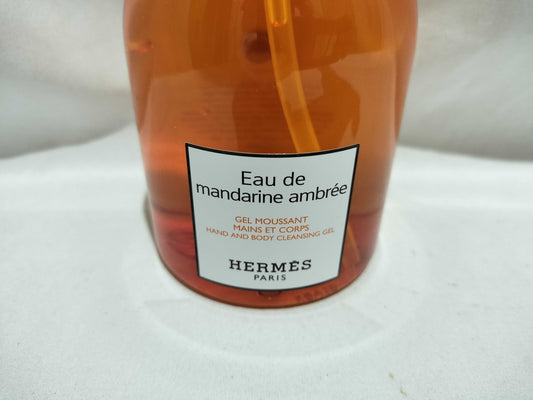 Eau de
mandarine ambrée
GEL MOUSSANT
MAINS ET CORPS
HAND AND BODY CLEANSING GEL
HERMÈS
PARIS